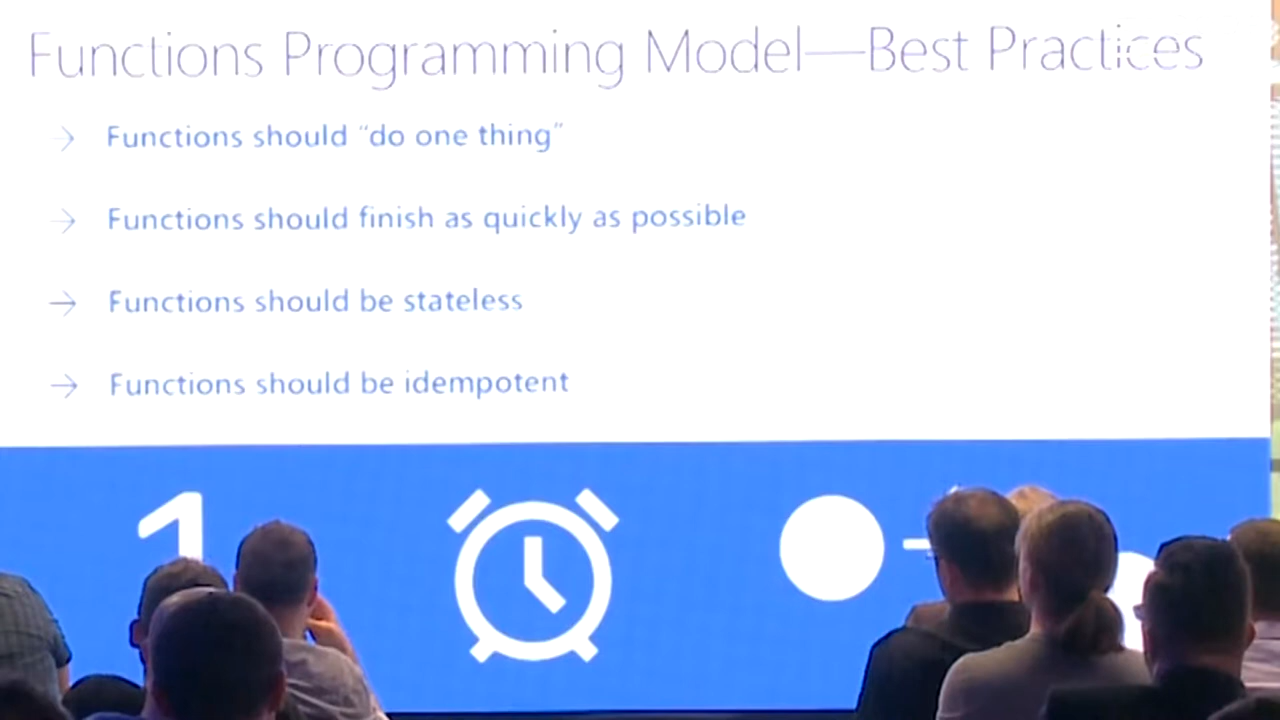 Functions Programming Model—Best Practices
→ Functions should “do one thing”
→ Functions should finish as quickly as possible
→ Functions should be stateless
→ Functions should be idempotent
1